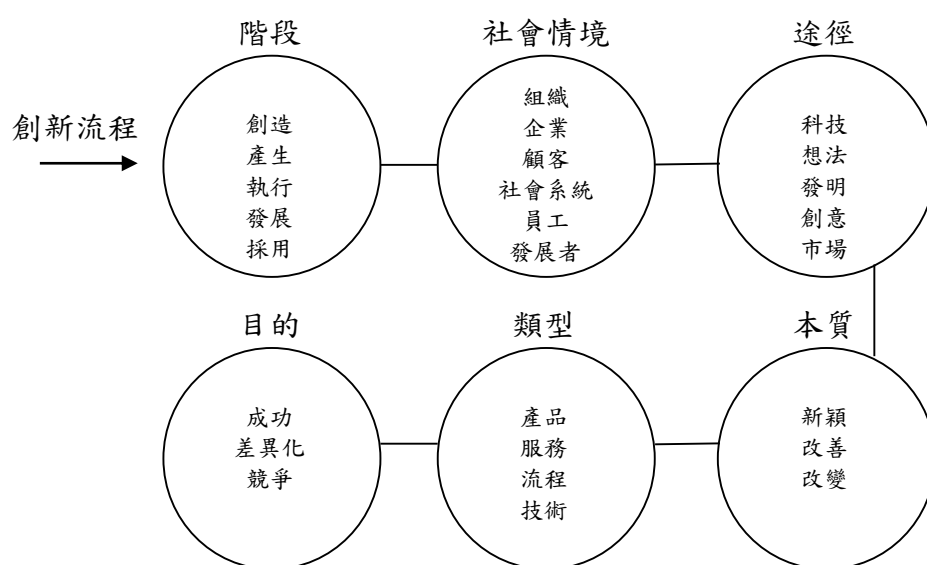 階段
社會情境
途徑
創新流程
創造
產生
執行
發展
採用
組織
企業
顧客
社會系統
員工
發展者
科技
想法
發明
創意
市場
目的
類型
本質
成功
差異化
競爭
產品
服務
流程
技術
新穎
改善
改變